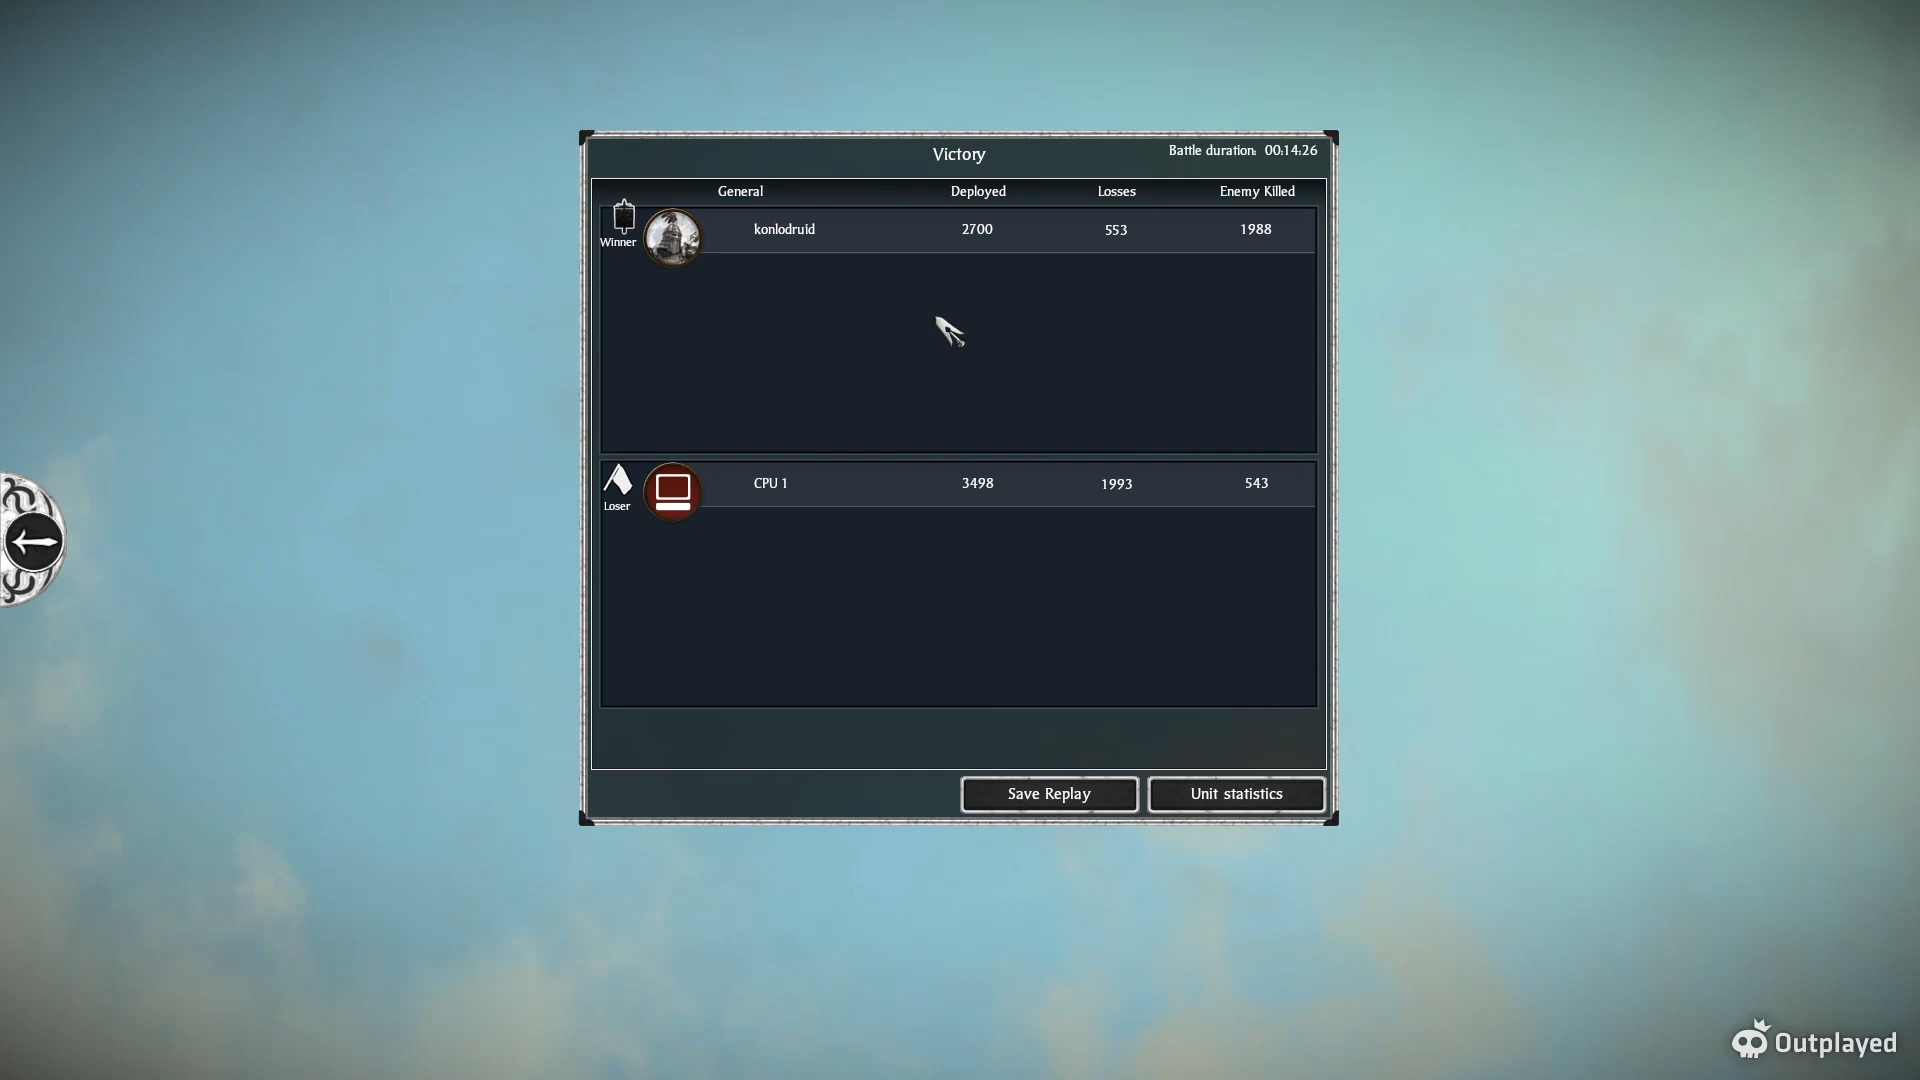 Victory
Battle duration: 00:14:26
General Deployed Losses Enemy Killed
Winner konlodruid 2700 553 1988
Loser CPU 1 3498 1993 543
Save Replay Unit statistics
Outplayed